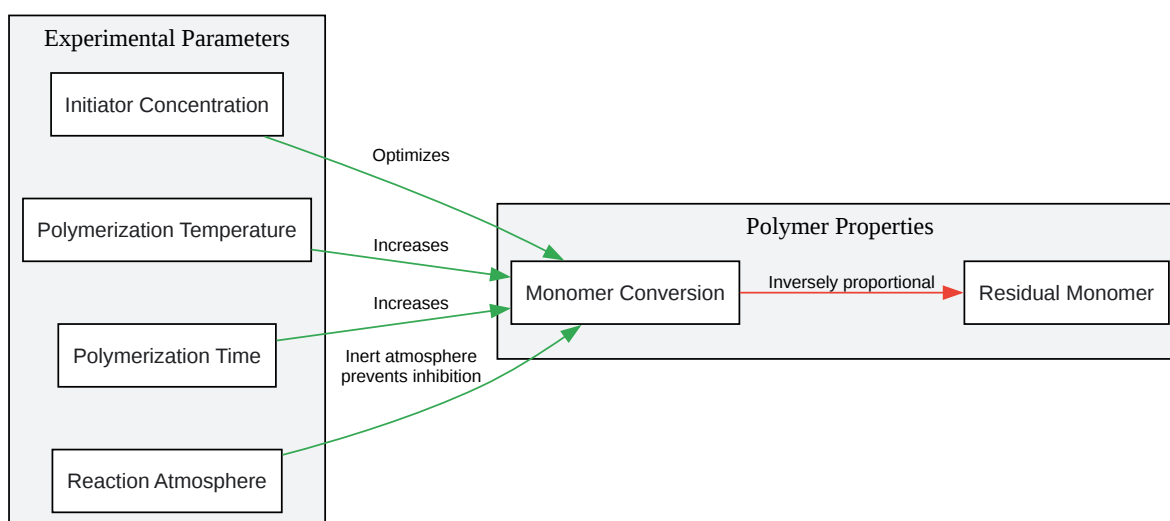 Experimental Parameters
Initiator Concentration
Optimizes
Polymerization Temperature
Increases
Polymer Properties
Monomer Conversion
Inversely proportional
Residual Monomer
Increases
Polymerization Time
Inert atmosphere
prevents inhibition
Reaction Atmosphere